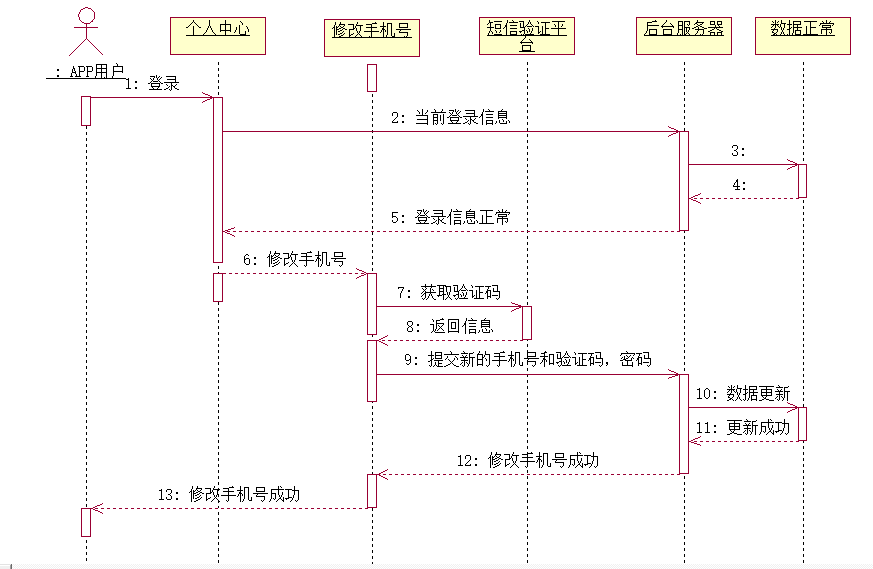 个人中心
修改手机号
短信验证平
台
后台服务器
数据正常
: APP用户
1: 登录
2: 当前登录信息
3:
4:
5: 登录信息正常
6: 修改手机号
7: 获取验证码
8: 返回信息
9: 提交新的手机号和验证码，密码
10: 数据更新
11: 更新成功
12: 修改手机号成功
13: 修改手机号成功